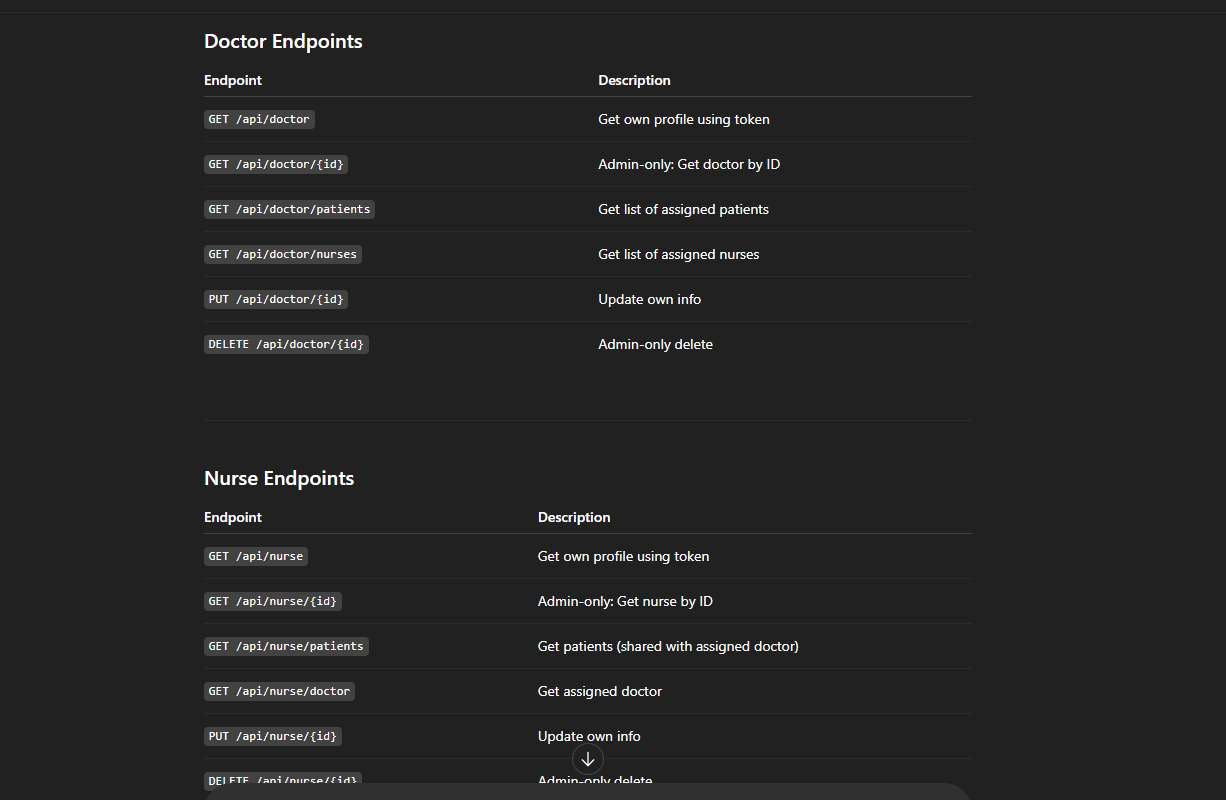 Doctor Endpoints
Endpoint Description
GET /api/doctor Get own profile using token
GET /api/doctor/{id} Admin-only: Get doctor by ID
GET /api/doctor/patients Get list of assigned patients
GET /api/doctor/nurses Get list of assigned nurses
PUT /api/doctor/{id} Update own info
DELETE /api/doctor/{id} Admin-only delete
Nurse Endpoints
Endpoint Description
GET /api/nurse Get own profile using token
GET /api/nurse/{id} Admin-only: Get nurse by ID
GET /api/nurse/patients Get patients (shared with assigned doctor)
GET /api/nurse/doctor Get assigned doctor
PUT /api/nurse/{id} Update own info
DELETE /api/nurse/{id} Admin-only delete